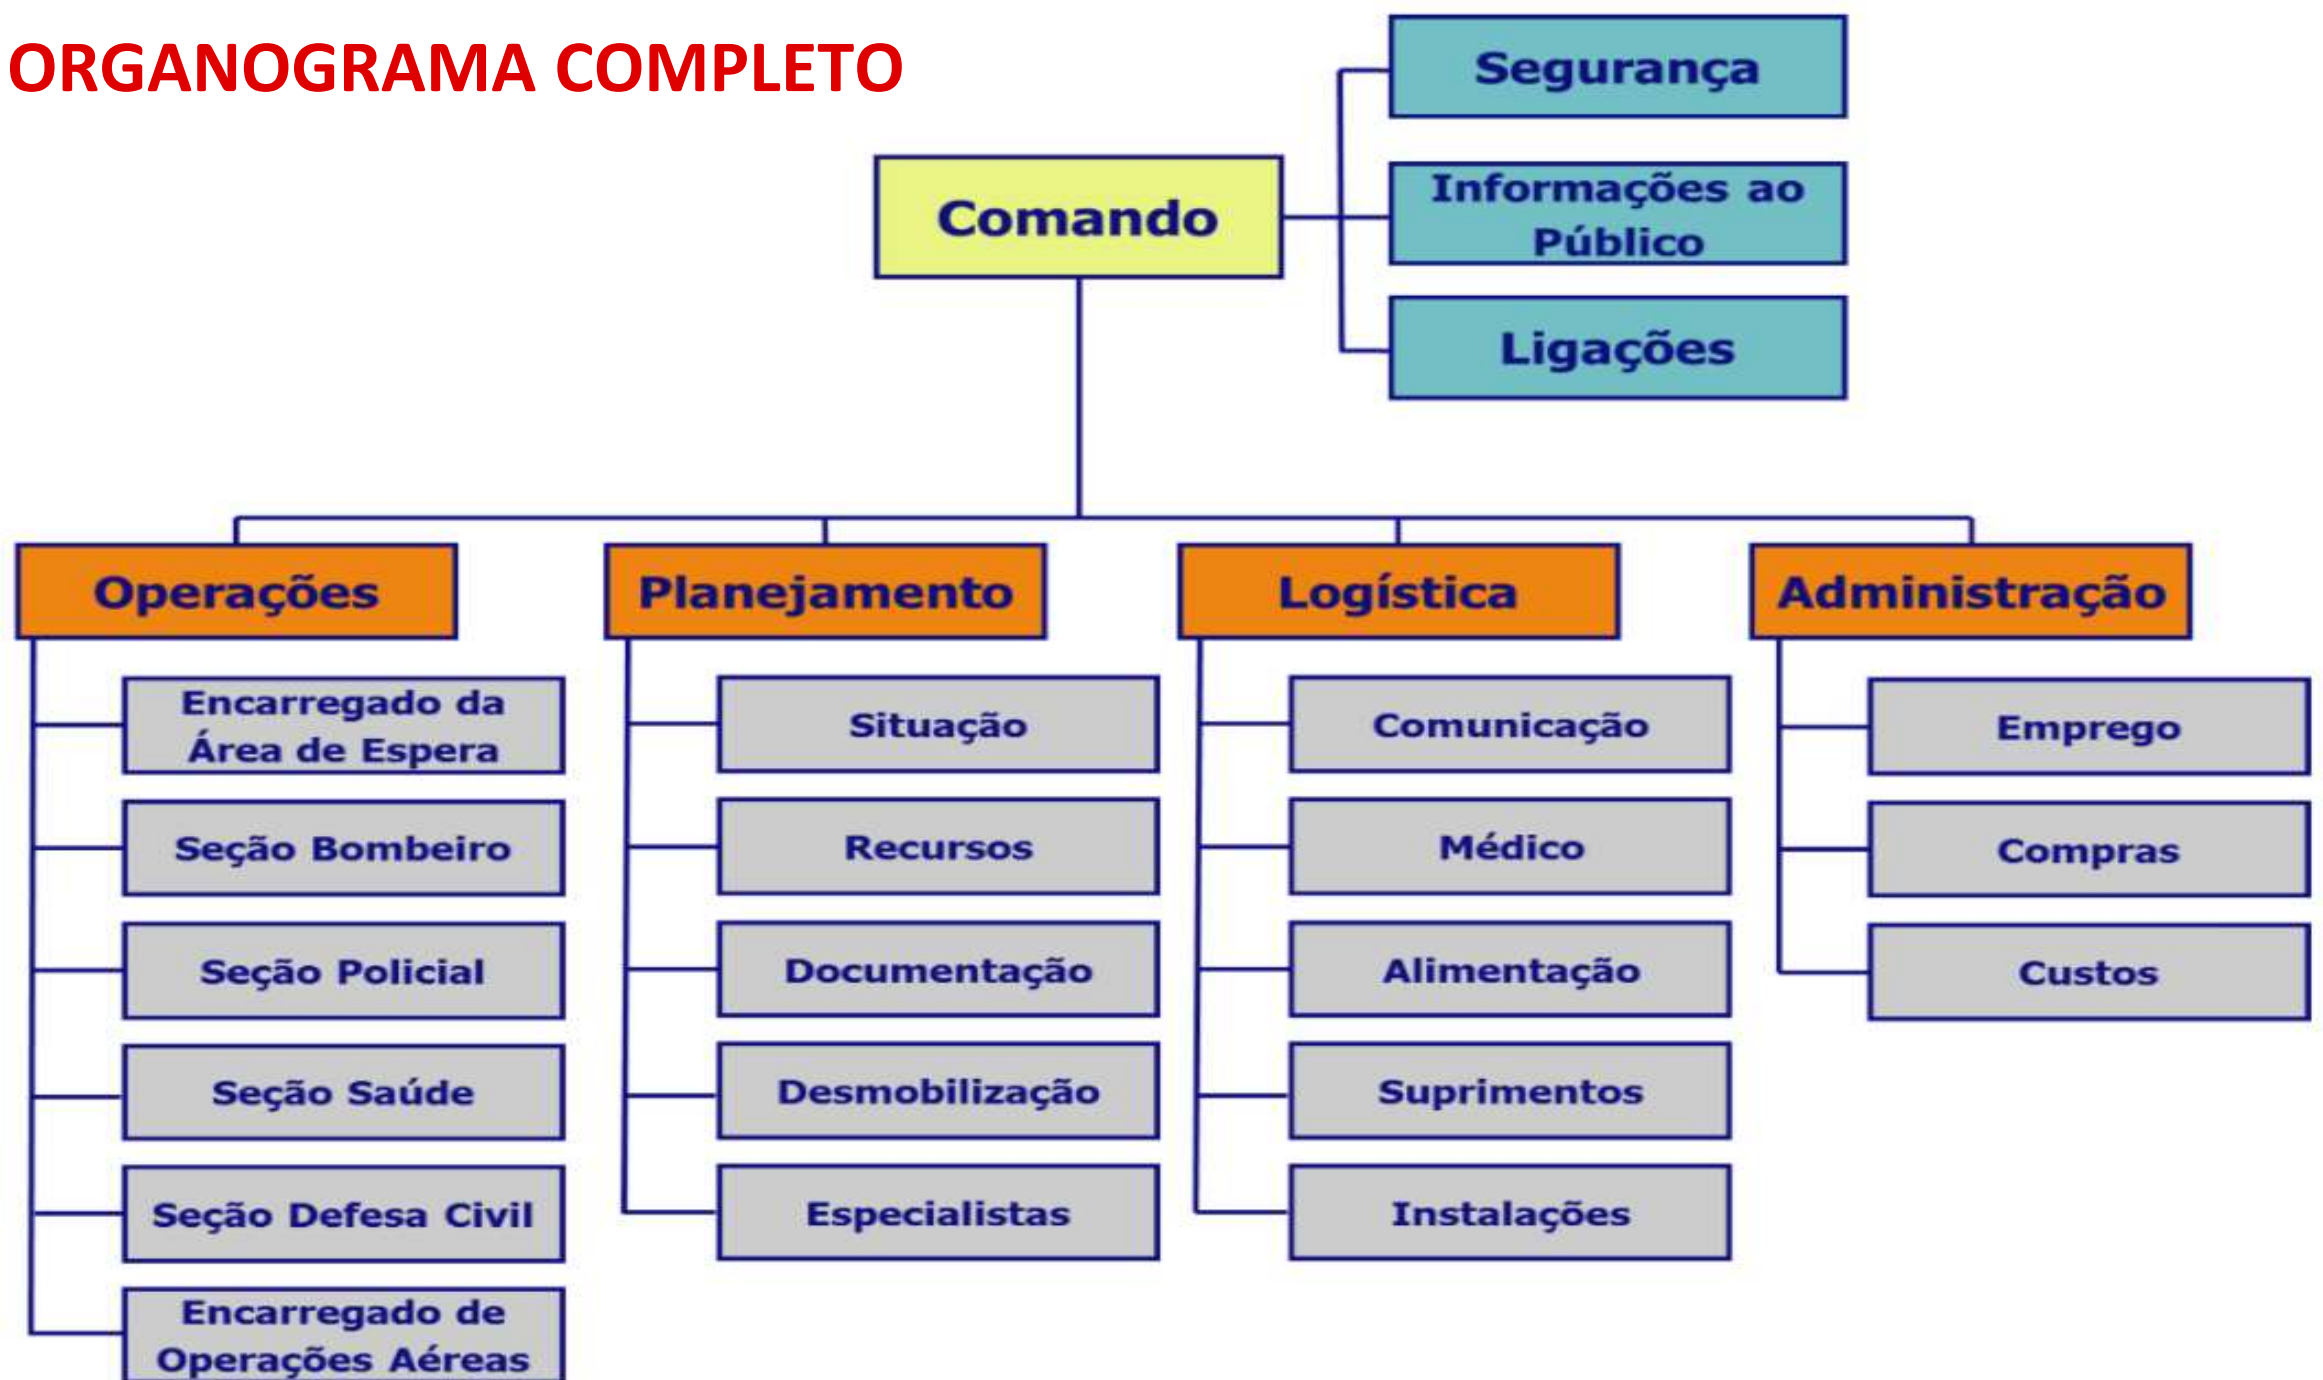 ORGANOGRAMA COMPLETO
Segurança
Informações ao
Público
Ligações
Comando
Operações
Encarregado da
Área de Espera
Seção Bombeiro
Seção Policial
Seção Saúde
Seção Defesa Civil
Encarregado de
Operações Aéreas
Planejamento
Situação
Recursos
Documentação
Desmobilização
Especialistas
Logística
Comunicação
Médico
Alimentação
Suprimentos
Instalações
Administração
Emprego
Compras
Custos